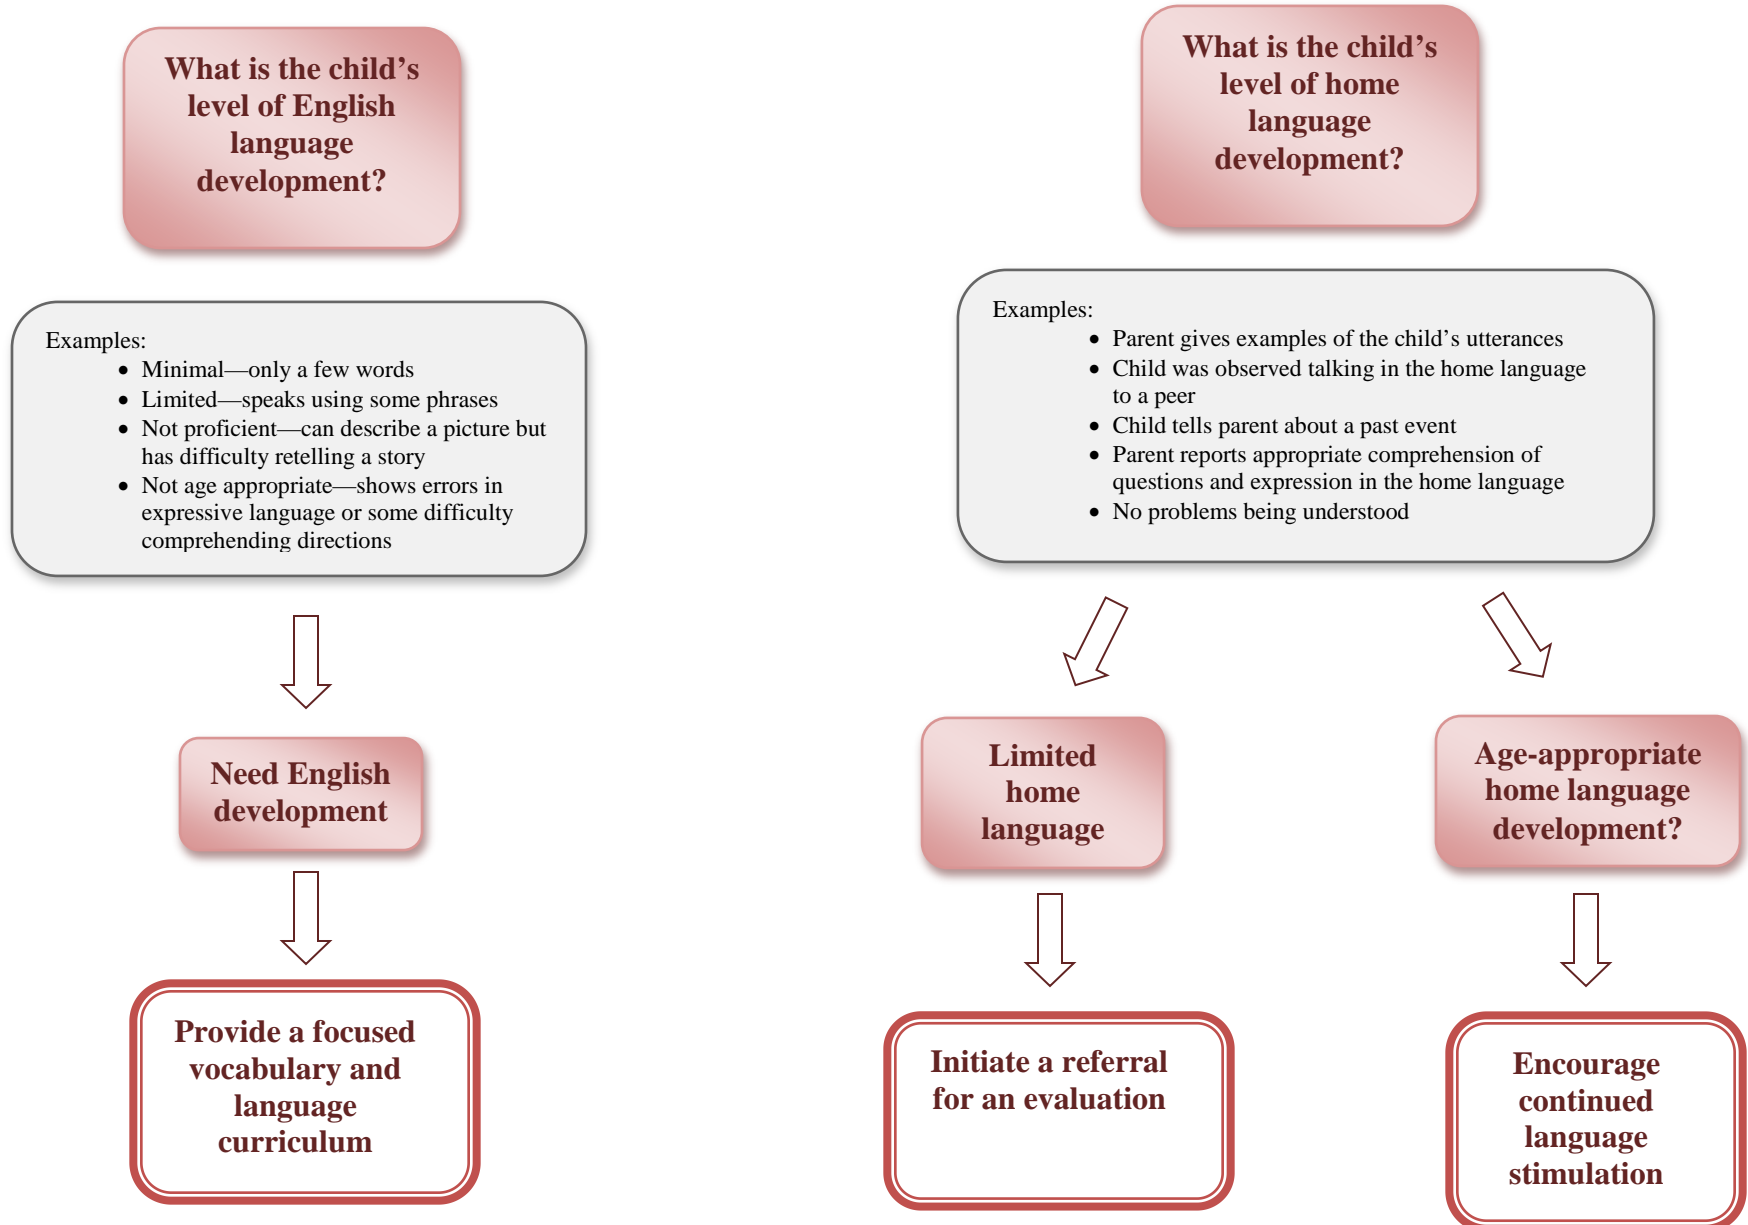 What is the child’s
level of English
language
development?
Examples:
• Minimal—only a few words
• Limited—speaks using some phrases
• Not proficient—can describe a picture but
has difficulty retelling a story
• Not age appropriate—shows errors in
expressive language or some difficulty
comprehending directions
Need English
development
Provide a focused
vocabulary and
language
curriculum
What is the child’s
level of home
language
development?
Examples:
• Parent gives examples of the child’s utterances
• Child was observed talking in the home language
to a peer
• Child tells parent about a past event
• Parent reports appropriate comprehension of
questions and expression in the home language
• No problems being understood
Limited
home
language
Initiate a referral
for an evaluation
Age-appropriate
home language
development?
Encourage
continued
language
stimulation